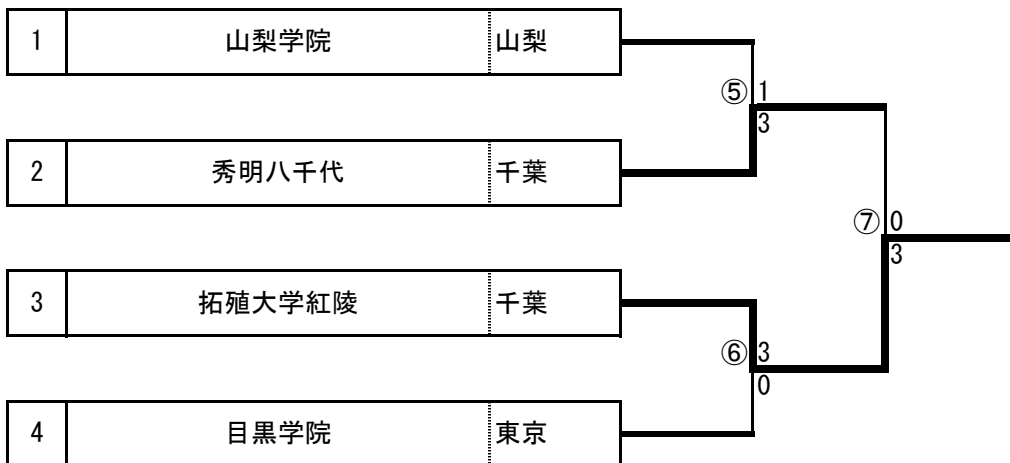 1 山梨学院 山梨
⑤ 1
3
2 秀明八千代 千葉
⑦ 0
3
3 拓殖大学紅陵 千葉
⑥ 3
0
4 目黒学院 東京